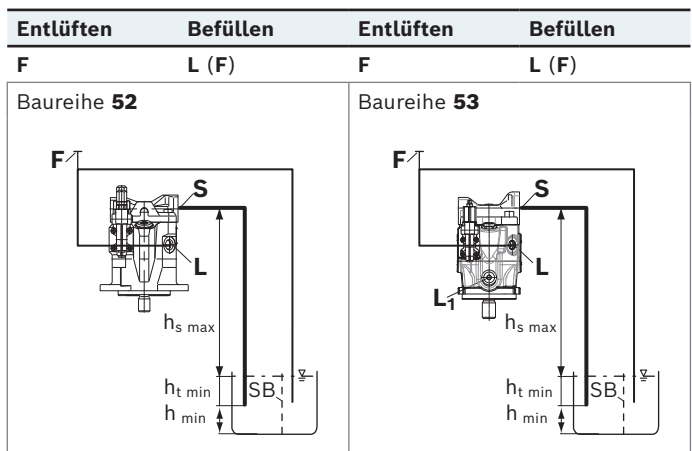 Entlüften Befüllen Entlüften Befüllen
F L (F) F L (F)
Baureihe 52 Baureihe 53
F F
S S
L L
L₁
hs max hs max
ht min SB ht min SB
h min h min